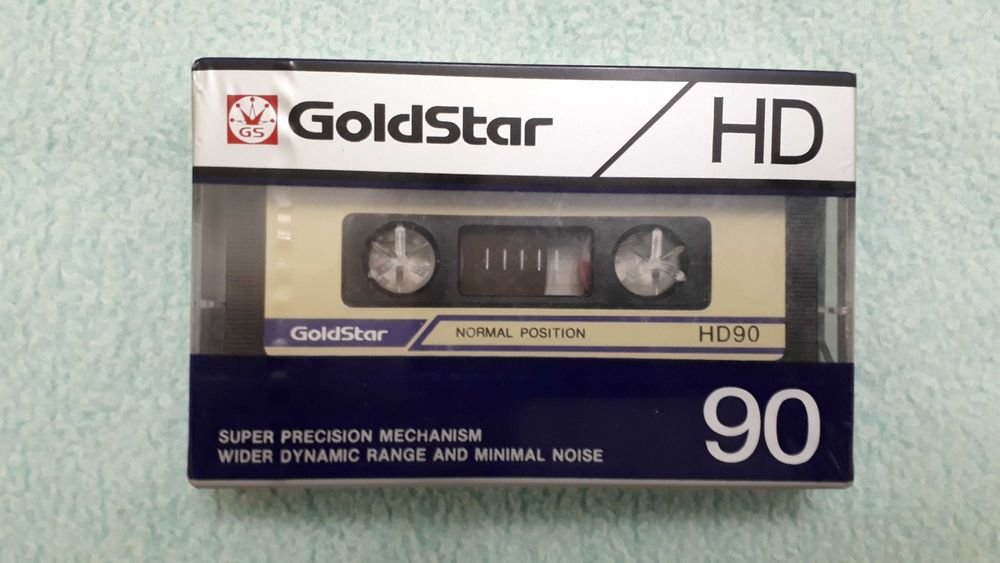 GS GoldStar HD
GoldStar NORMAL POSITION HD90
90
SUPER PRECISION MECHANISM
WIDER DYNAMIC RANGE AND MINIMAL NOISE